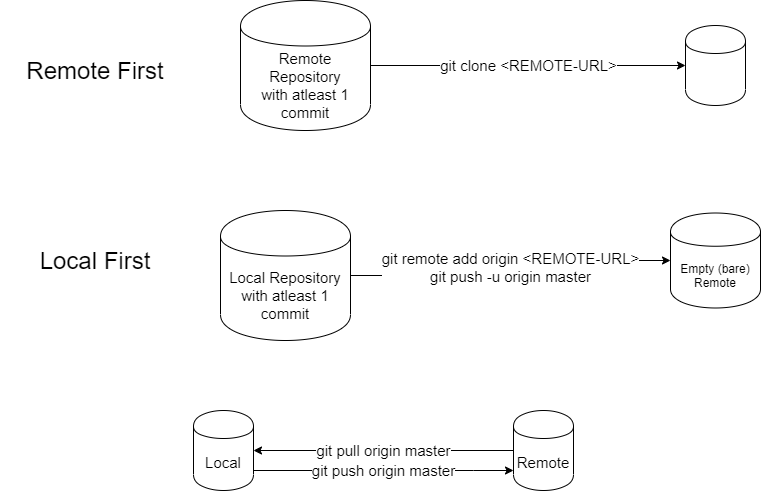 Remote First
Remote
Repository
with atleast 1
commit
git clone <REMOTE-URL>
Local First
Local Repository
with atleast 1
commit
git remote add origin <REMOTE-URL>
git push -u origin master
Empty (bare)
Remote
Local
git pull origin master
git push origin master
Remote